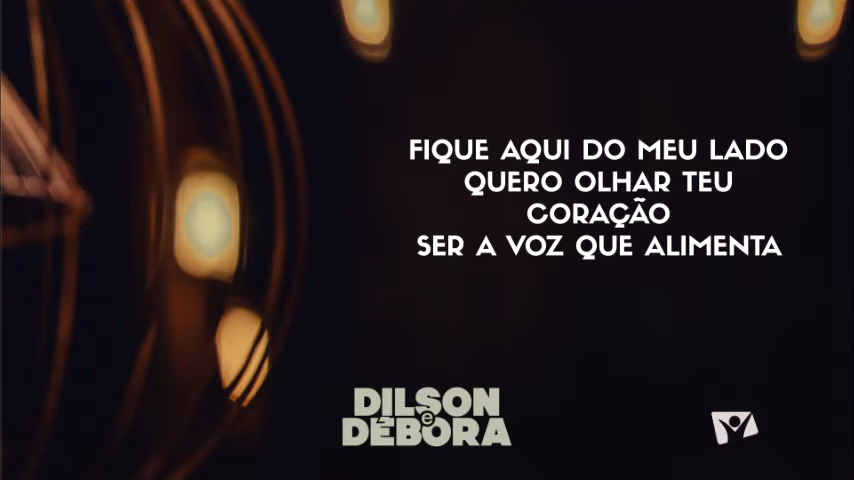 FIQUE AQUI DO MEU LADO
QUERO OLHAR TEU
CORAÇÃO
SER A VOZ QUE ALIMENTA
DILSON
e
DÉBORA